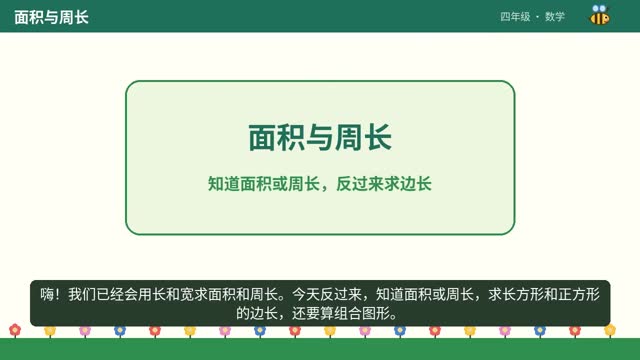 面积与周长
四年级 · 数学
面积与周长
知道面积或周长，反过来求边长
嗨！我们已经会用长和宽求面积和周长。今天反过来，知道面积或周长，求长方形和正方形
的边长，还要算组合图形。